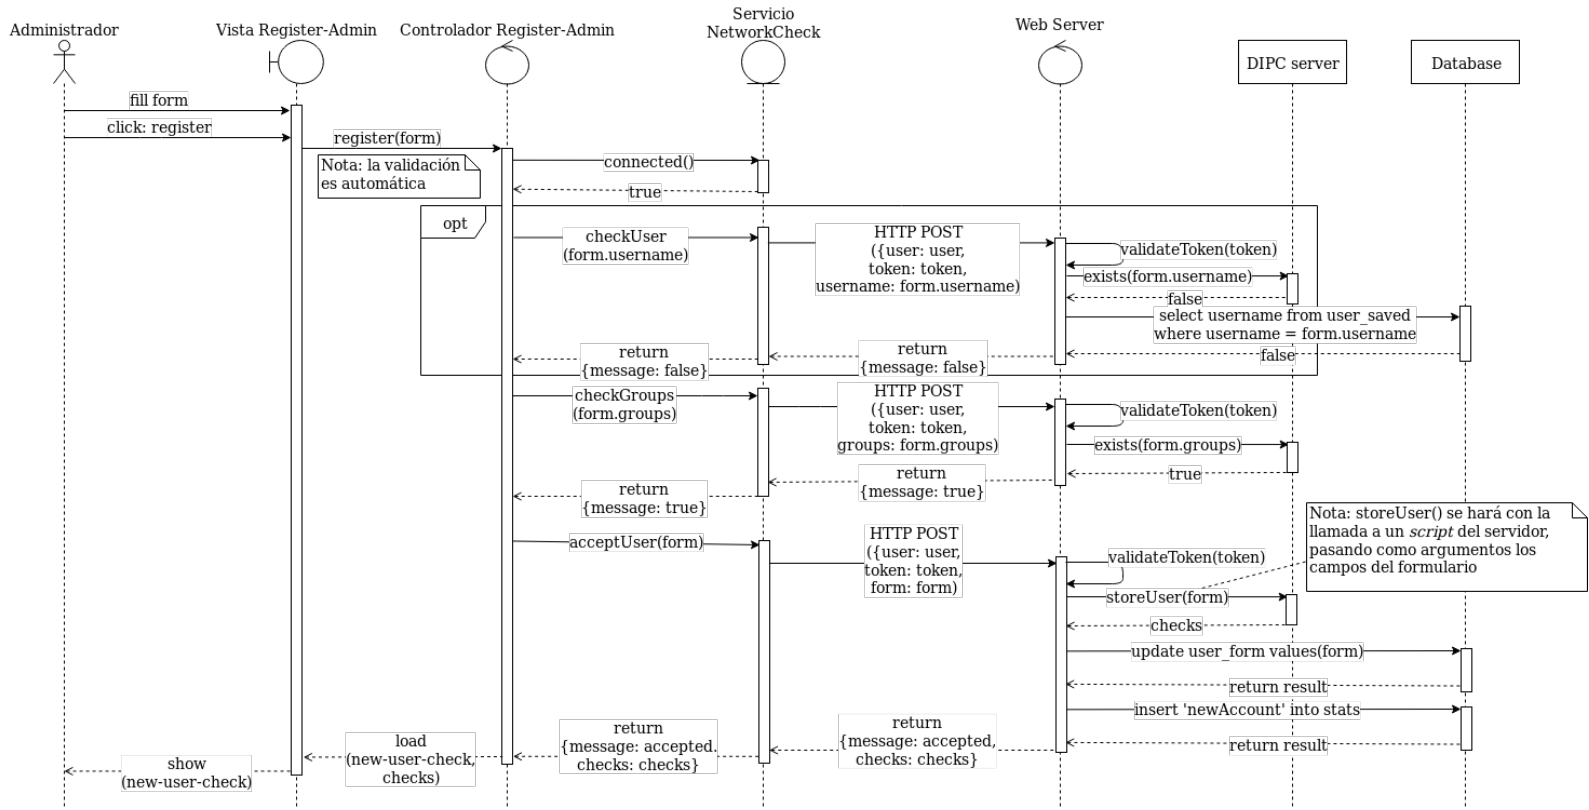 Administrador
Vista Register-Admin
Controlador Register-Admin
Servicio
NetworkCheck
Web Server
DIPC server
Database
fill form
click: register
register(form)
Nota: la validación
es automática
connected()
true
opt
checkUser
(form.username)
HTTP POST
({user: user,
token: token,
username: form.username)
validateToken(token)
exists(form.username)
false
select username from user_saved
where username = form.username
false
return
{message: false}
return
{message: false}
checkGroups
(form.groups)
HTTP POST
({user: user,
token: token,
groups: form.groups)
validateToken(token)
exists(form.groups)
true
return
{message: true}
return
{message: true}
Nota: storeUser() se hará con la
llamada a un script del servidor,
pasando como argumentos los
campos del formulario
acceptUser(form)
HTTP POST
({user: user,
token: token,
form: form)
validateToken(token)
storeUser(form)
checks
update user_form values(form)
return result
insert 'newAccount' into stats
return result
return
{message: accepted,
checks: checks}
return
{message: accepted.
checks: checks}
load
(new-user-check,
checks)
show
(new-user-check)